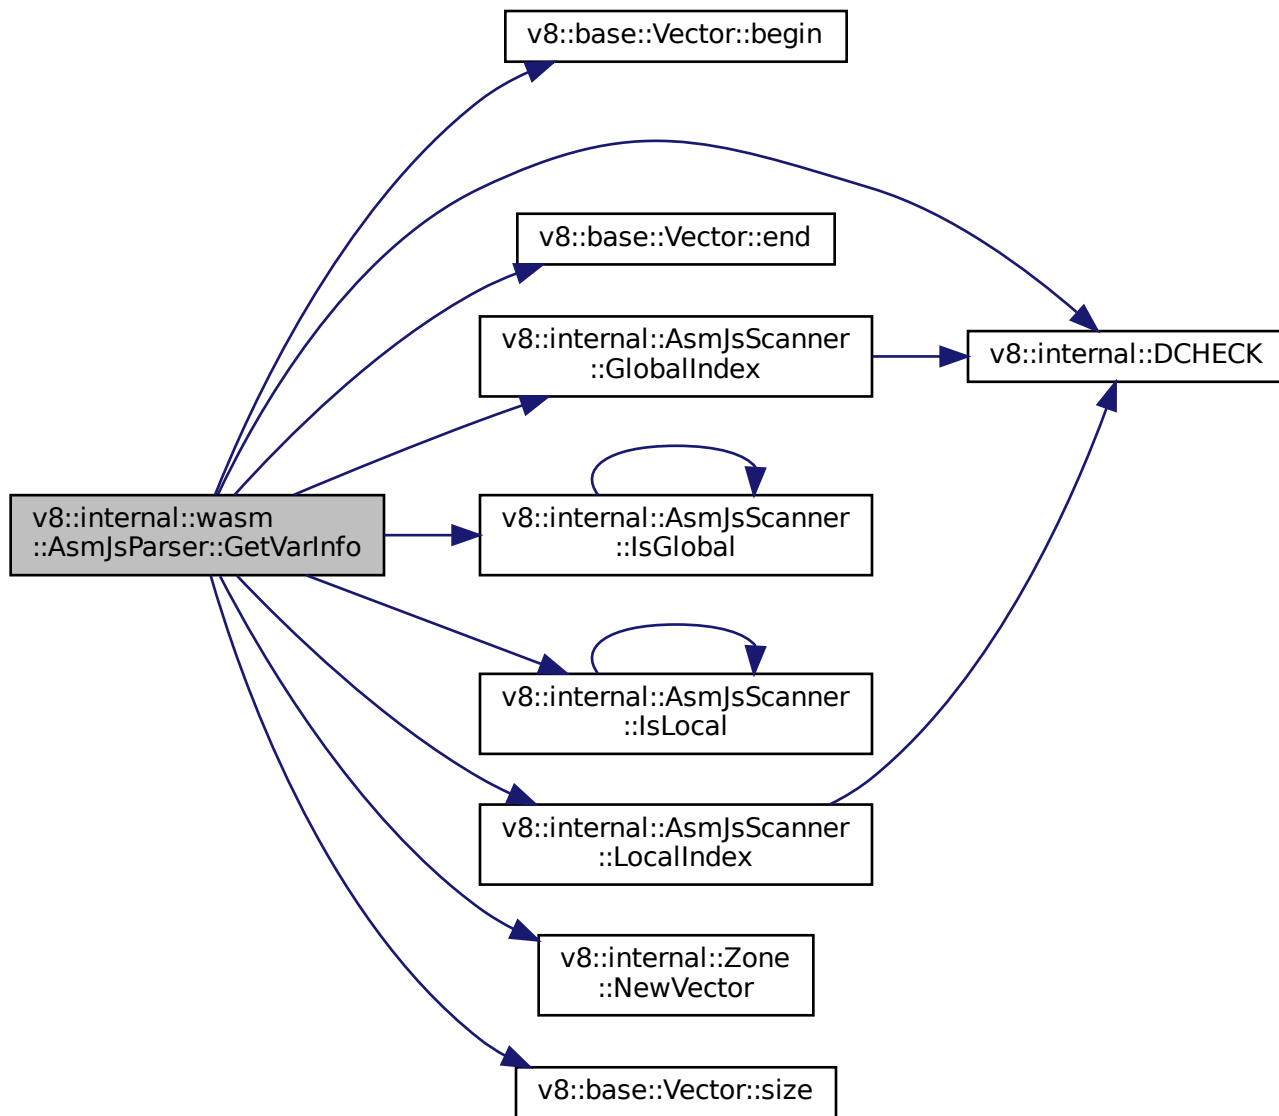 v8::base::Vector::begin
v8::base::Vector::end
v8::internal::AsmJsScanner
::GlobalIndex
v8::internal::DCHECK
v8::internal::wasm
::AsmJsParser::GetVarInfo
v8::internal::AsmJsScanner
::IsGlobal
v8::internal::AsmJsScanner
::IsLocal
v8::internal::AsmJsScanner
::LocalIndex
v8::internal::Zone
::NewVector
v8::base::Vector::size